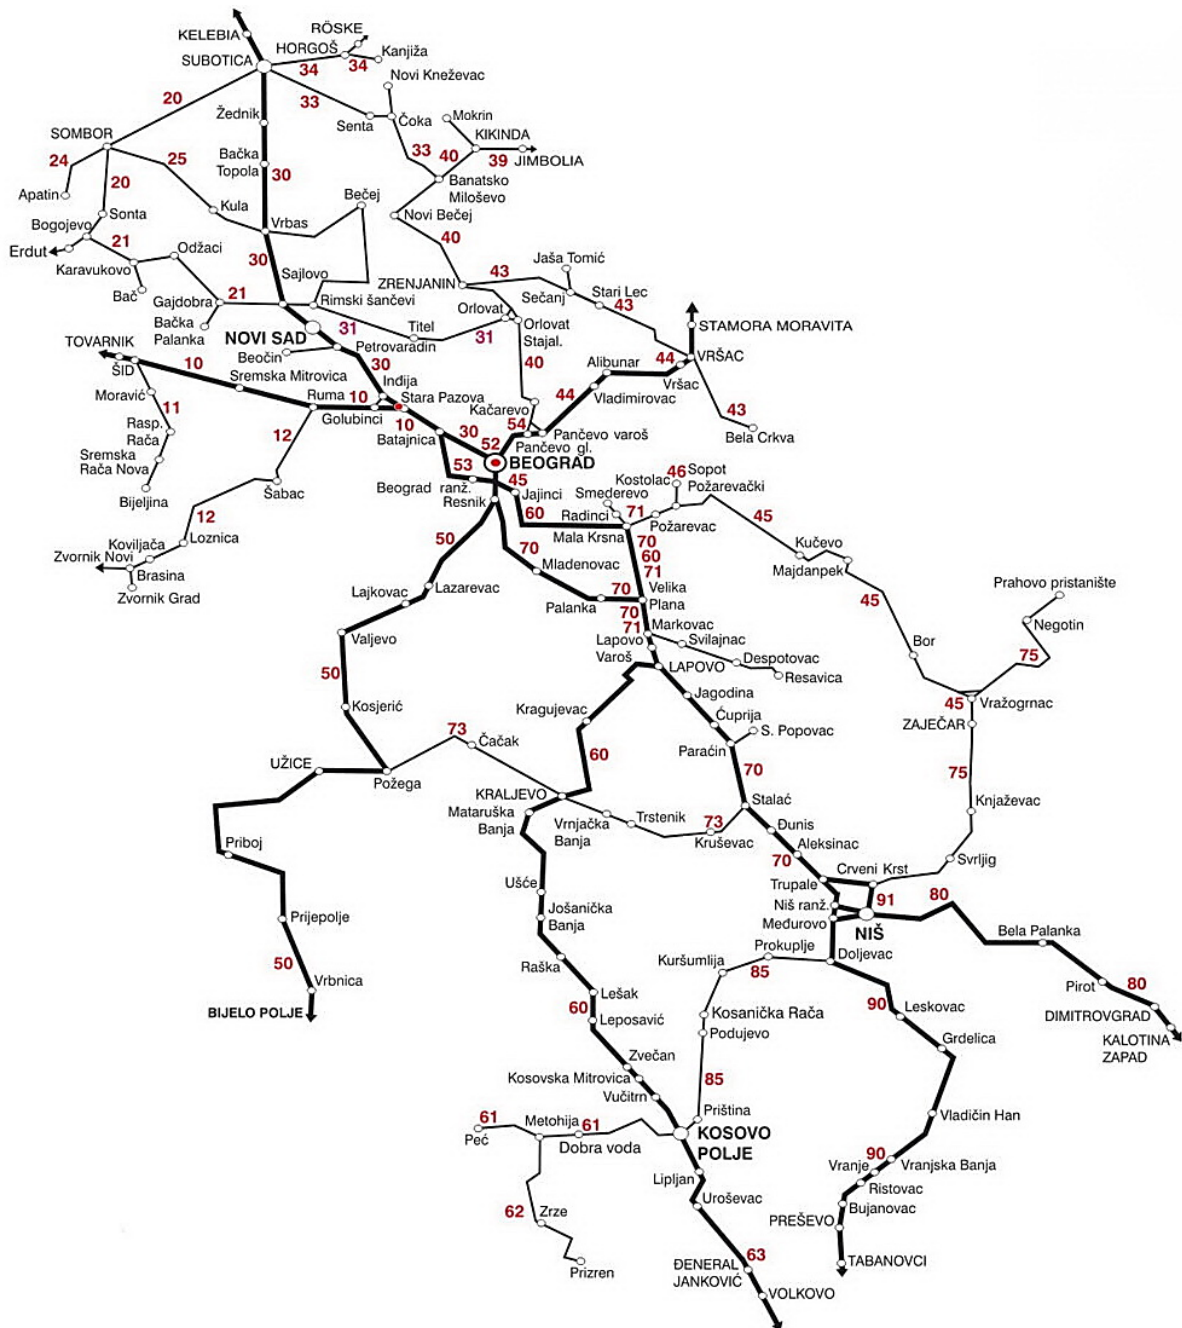 KELEBIA
RÖSKE
HORGOŠ
Kanjiža
SUBOTICA
34
34
20
33
Novi Kneževac
Žednik
Senta
Čoka
Mokrin
SOMBOR
KIKINDA
24
25
33
40
39
JIMBOLIA
Bačka
Topola
30
20
Apatin
Banatsko
Miloševo
Bečej
Kula
Sonta
Vrbas
Novi Bečej
Bogojevo
Erdut
21
Odžaci
30
40
Karavukovo
Sajlovo
Jaša Tomić
ZRENJANIN
43
Bač
Sečanj
Stari Lec
43
Gajdobra
21
Rimski šančevi
Orlovat
Orlovat
Stajal.
Bačka
Palanka
31
Titel
31
STAMORA MORAVITA
NOVI SAD
TOVARNIK
Beočin
Petrovaradin
ŠID
10
30
40
Alibunar
44
VRŠAC
Sremska Mitrovica
Inđija
Vršac
Moravić
Ruma
10
Stara Pazova
44
Vladimirovac
11
Golubinci
10
Kačarevo
43
Rasp.
Rača
12
Batajnica
30
54
Pančevo varoš
Bela Crkva
52
Pančevo gl.
Sremska
Rača Nova
BEOGRAD
53
45
46
Sopot
Bijeljina
Šabac
Beograd ranž.
Jajinci
Kostolac
Požarevački
Resnik
Smederevo
12
60
Radinci
71
45
Požarevac
Mala Krsna
50
70
70
60
71
Kučevo
Loznica
Koviljača
Zvornik Novi
Brasina
Zvornik Grad
Mladenovac
Majdanpek
Velika
Plana
Prahovo pristanište
Lajkovac
Lazarevac
70
45
Palanka
70
71
Markovac
Negotin
Valjevo
Lapovo
Varoš
Svilajnac
Bor
75
Despotovac
LAPOVO
Resavica
50
Jagodina
45
Vražogrnac
Kosjerić
Kragujevac
Ćuprija
ZAJEČAR
73
Čačak
S. Popovac
Paraćin
60
UŽICE
Požega
70
75
KRALJEVO
Stalać
Mataruška
Banja
Trstenik
Knjaževac
Vrnjačka
Banja
73
Đunis
Kruševac
Aleksinac
Priboj
70
Svrljig
Crveni Krst
Ušće
Trupale
91
80
Niš ranž.
Jošanička
Banja
Međurovo
NIŠ
Prijepolje
Bela Palanka
Prokuplje
Doljevac
50
Raška
Kuršumlija
85
Vrbnica
Pirot
80
BIJELO POLJE
Lešak
90
Leskovac
60
Leposavić
Kosanička Rača
DIMITROVGRAD
Podujevo
Grdelica
KALOTINA
ZAPAD
Zvečan
Kosovska Mitrovica
85
Vučitrn
61
Metohija
61
Priština
Vladičin Han
Peć
Dobra voda
KOSOVO
POLJE
90
Vranjska Banja
Lipljan
Vranje
Ristovac
Uroševac
Bujanovac
62
Zrze
PREŠEVO
63
ĐENERAL
JANKOVIĆ
TABANOVCI
Prizren
VOLKOVO